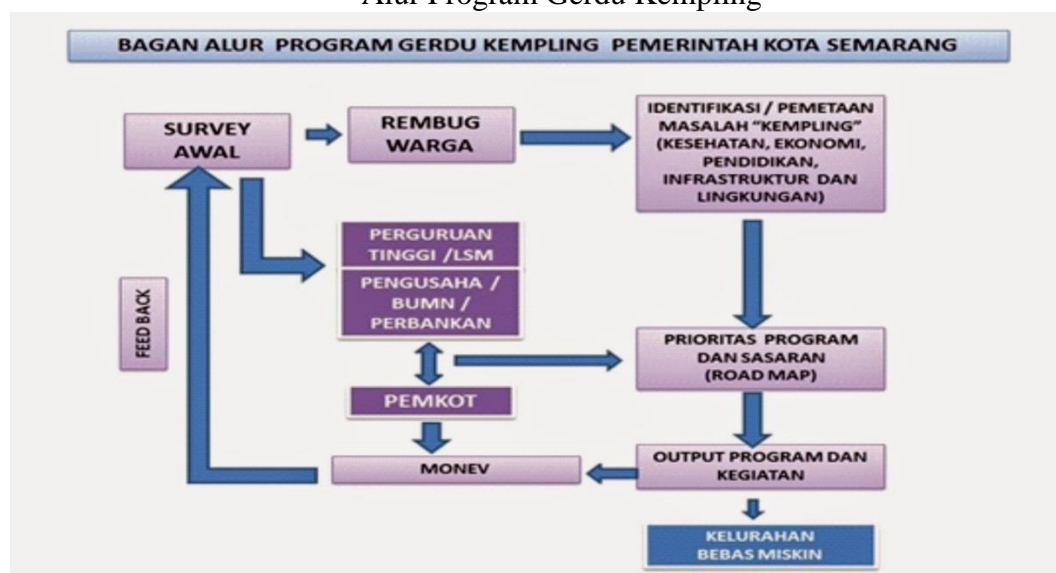 Alur Program Gerdu Kempling
BAGAN ALUR PROGRAM GERDU KEMPLING PEMERINTAH KOTA SEMARANG
SURVEY
AWAL
REMBUG
WARGA
IDENTIFIKASI / PEMETAAN
MASALAH “KEMPLING”
(KESEHATAN, EKONOMI,
PENDIDIKAN,
INFRASTRUKTUR DAN
LINGKUNGAN)
PERGURUAN
TINGGI /LSM
PENGUSAHA /
BUMN /
PERBANKAN
FEED BACK
PRIORITAS PROGRAM
DAN SASARAN
(ROAD MAP)
PEMKOT
MONEV
OUTPUT PROGRAM DAN
KEGIATAN
KELURAHAN
BEBAS MISKIN